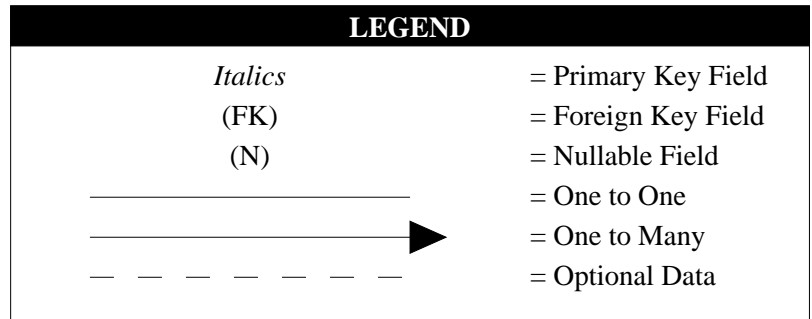 LEGEND
Italics = Primary Key Field
(FK) = Foreign Key Field
(N) = Nullable Field
= One to One
= One to Many
= Optional Data